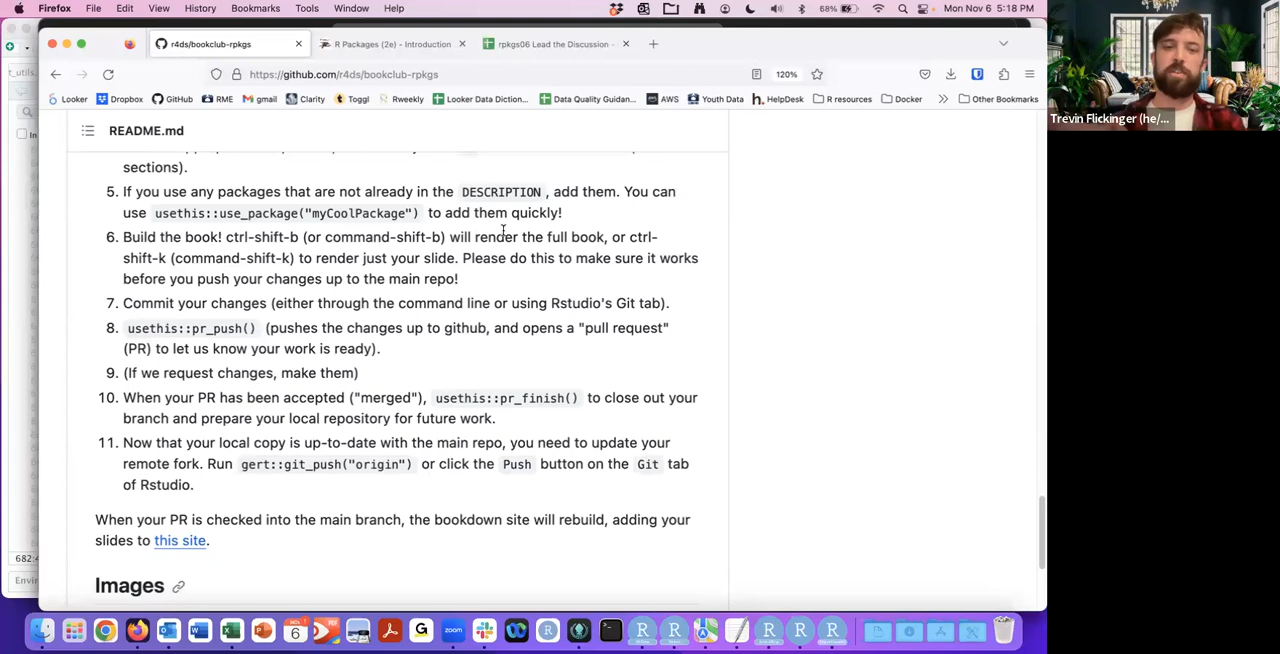 Firefox File Edit View History Bookmarks Tools Window Help 68% Mon Nov 6 5:18 PM
r4ds/bookclub-rpkgs R Packages (2e) - Introduction rpkgs06 Lead the Discussion -
https://github.com/r4ds/bookclub-rpkgs 120%
Looker Dropbox GitHub RME gmail Clarity Toggl Rweekly Looker Data Diction... Data Quality Guidan... AWS Youth Data HelpDesk R resources Docker Other Bookmarks
Trevin Flickinger (he/...
README.md
sections).
5. If you use any packages that are not already in the DESCRIPTION , add them. You can
use usethis::use_package("myCoolPackage") to add them quickly!
6. Build the book! ctrl-shift-b (or command-shift-b) will render the full book, or ctrl-
shift-k (command-shift-k) to render just your slide. Please do this to make sure it works
before you push your changes up to the main repo!
7. Commit your changes (either through the command line or using Rstudio's Git tab).
8. usethis::pr_push() (pushes the changes up to github, and opens a "pull request"
(PR) to let us know your work is ready).
9. (If we request changes, make them)
10. When your PR has been accepted ("merged"), usethis::pr_finish() to close out your
branch and prepare your local repository for future work.
11. Now that your local copy is up-to-date with the main repo, you need to update your
remote fork. Run gert::git_push("origin") or click the Push button on the Git tab
of Rstudio.
When your PR is checked into the main branch, the bookdown site will rebuild, adding your
slides to this site.
Images